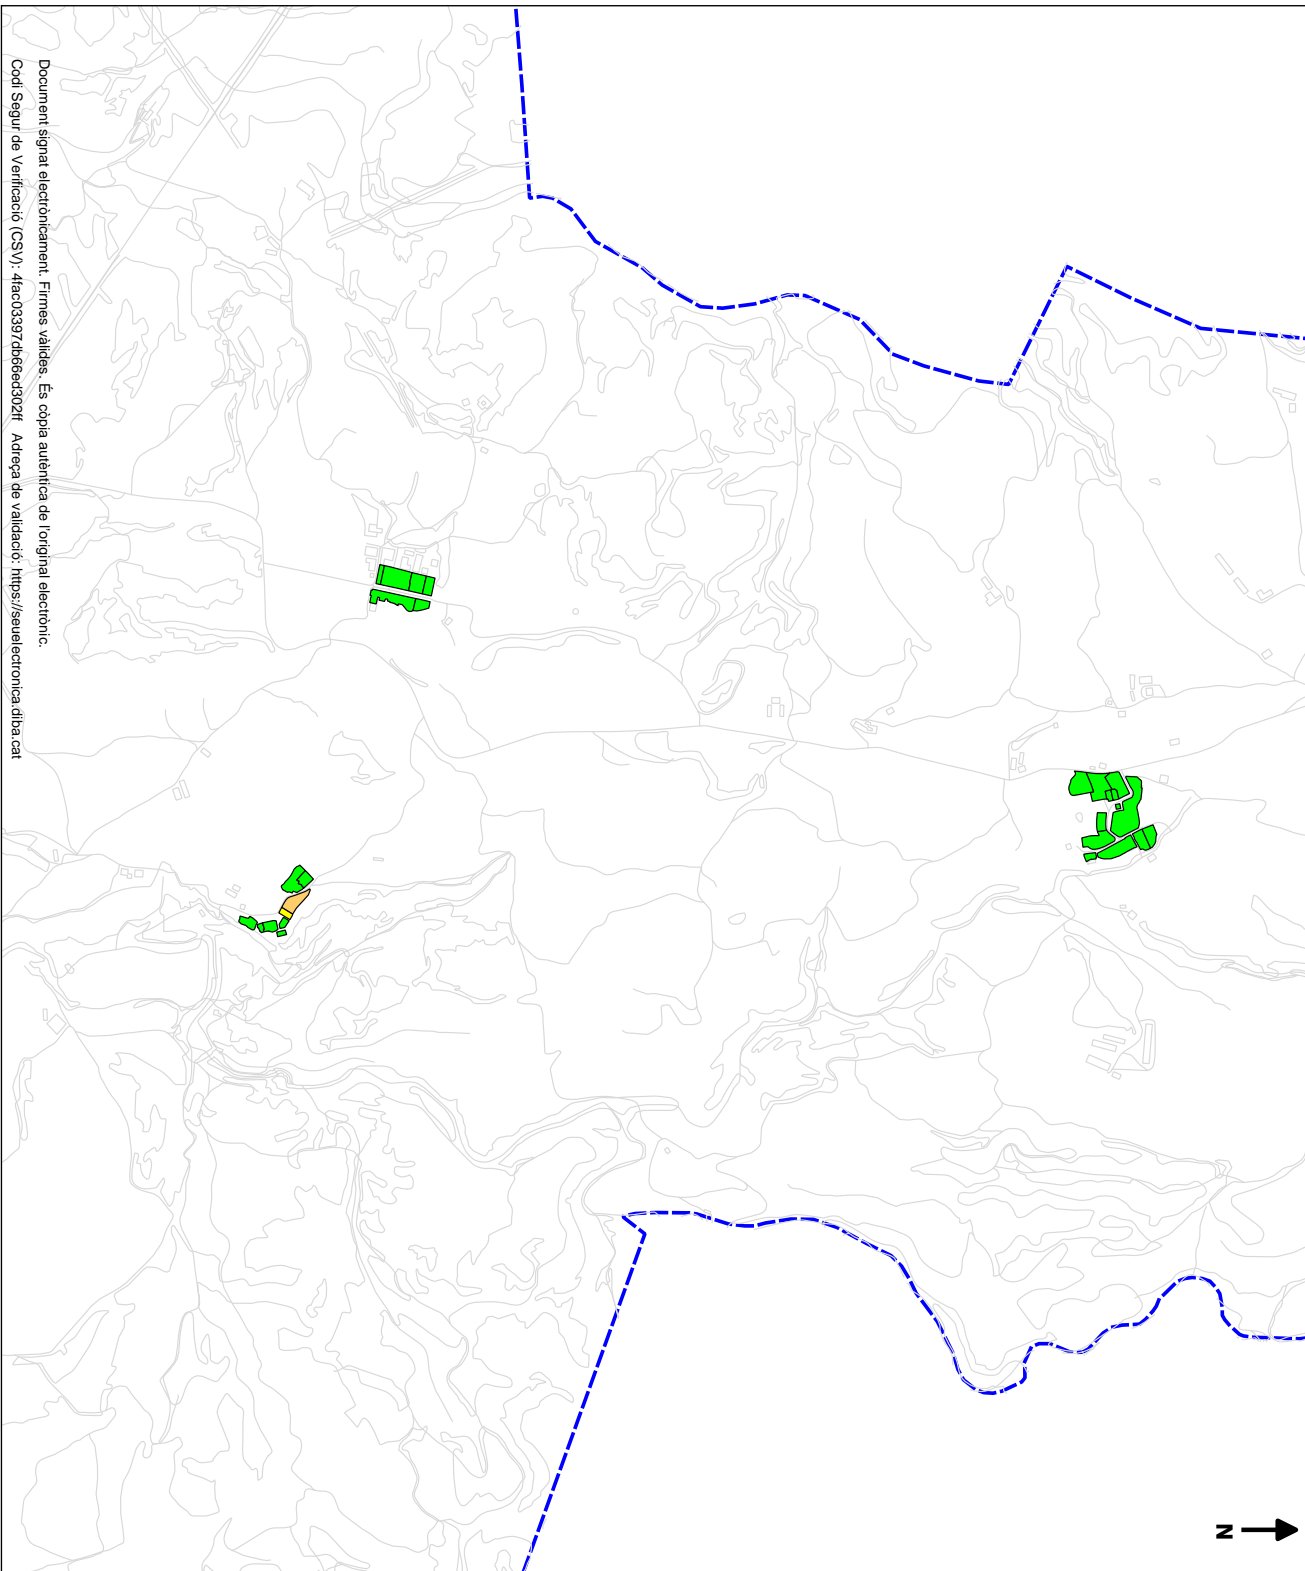 Document signat electrònicament. Firmes vàlides. És còpia autèntica de l'original electrònic.
Codi Segur de Verificació (CSV): 4fac03397db66ed302ff Adreça de validació: https://seuelectronica.diba.cat
N